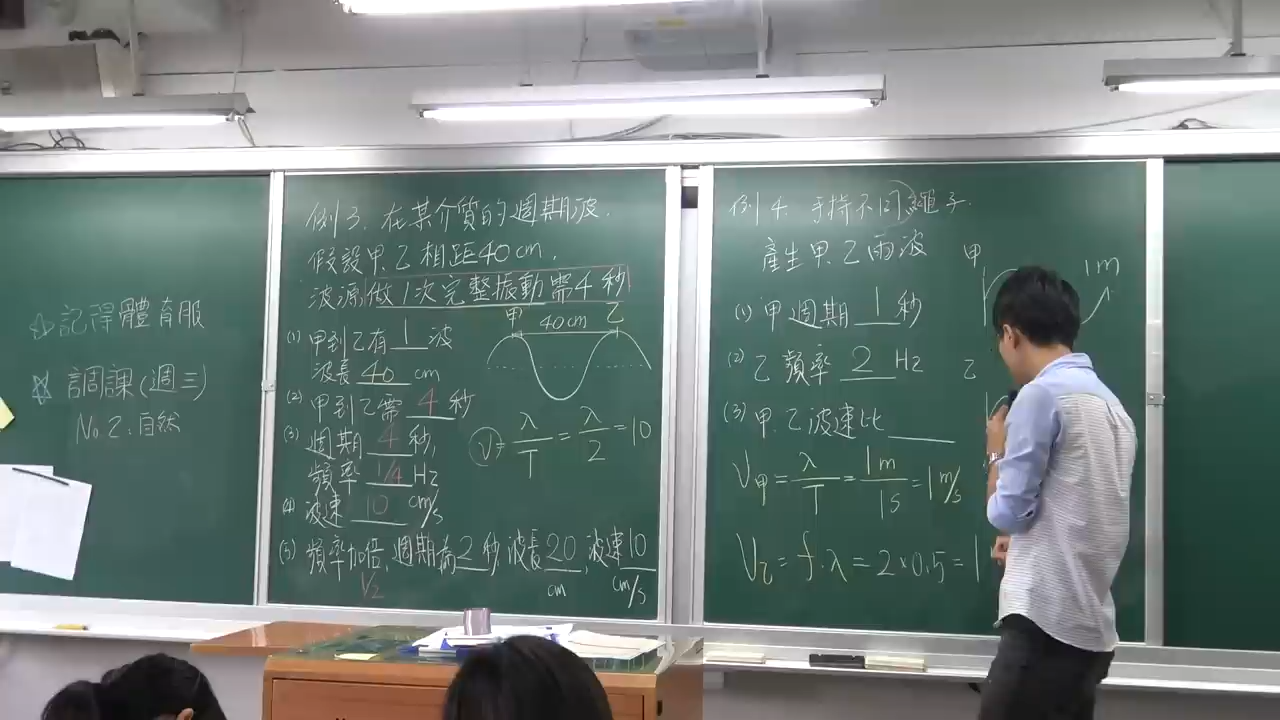 ☆記得體育服
☆調課(週三)
No.2:自然
例3. 在某介質的週期波.
假設甲.乙相距40cm.
波源做1次完整振動需4秒
(1) 甲到乙有 1 波
波長 40 cm
(2) 甲到乙需 4 秒
(3) 週期 4 秒,
頻率 1/4 Hz
(4) 波速 10 cm/s
(5) 頻率加倍,週期為 2 秒,波長 20 cm,波速 10 cm/s
1/2
甲 40cm 乙
V = λ/T = λ/2 = 10
例4. 手持不同繩子.
產生甲.乙兩波
(1) 甲週期 1 秒
(2) 乙頻率 2 Hz
(3) 甲.乙波速比 ____
V甲 = λ/T = 1m/1s = 1 m/s
V乙 = f·λ = 2×0.5 = 1
甲
1m
乙